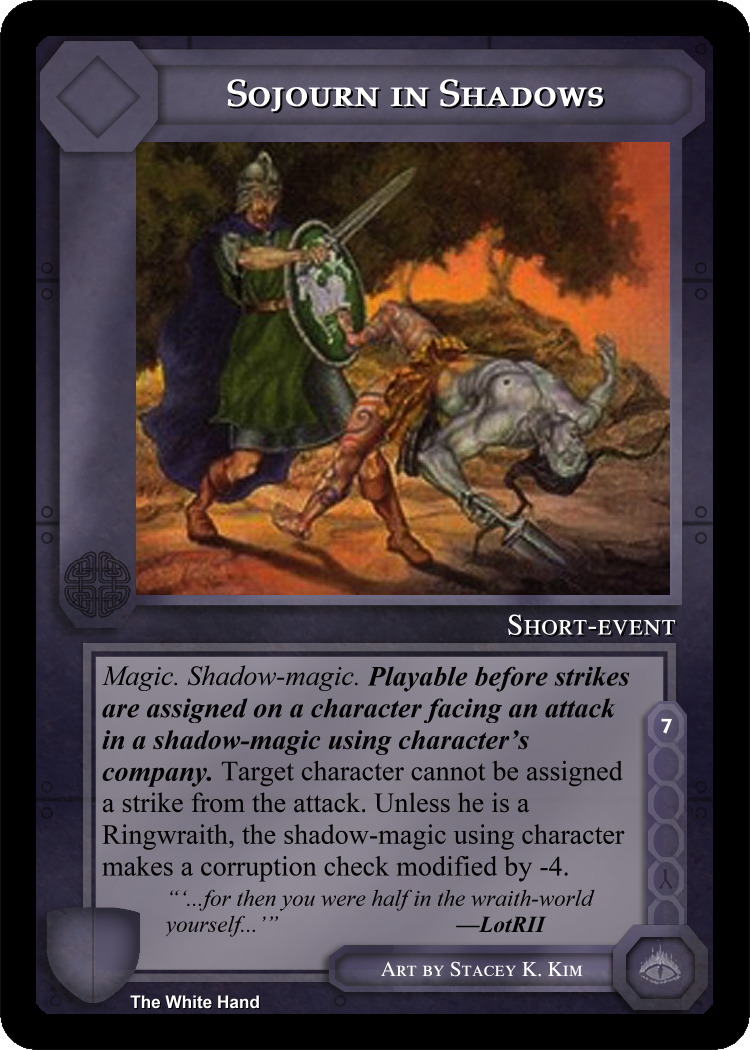 Sojourn in Shadows
Short-event
Magic. Shadow-magic. Playable before strikes
are assigned on a character facing an attack
in a shadow-magic using character's
company. Target character cannot be assigned
a strike from the attack. Unless he is a
Ringwraith, the shadow-magic using character
makes a corruption check modified by -4.
7
“‘...for then you were half in the wraith-world
yourself...’” —LotRII
Art by Stacey K. Kim
The White Hand